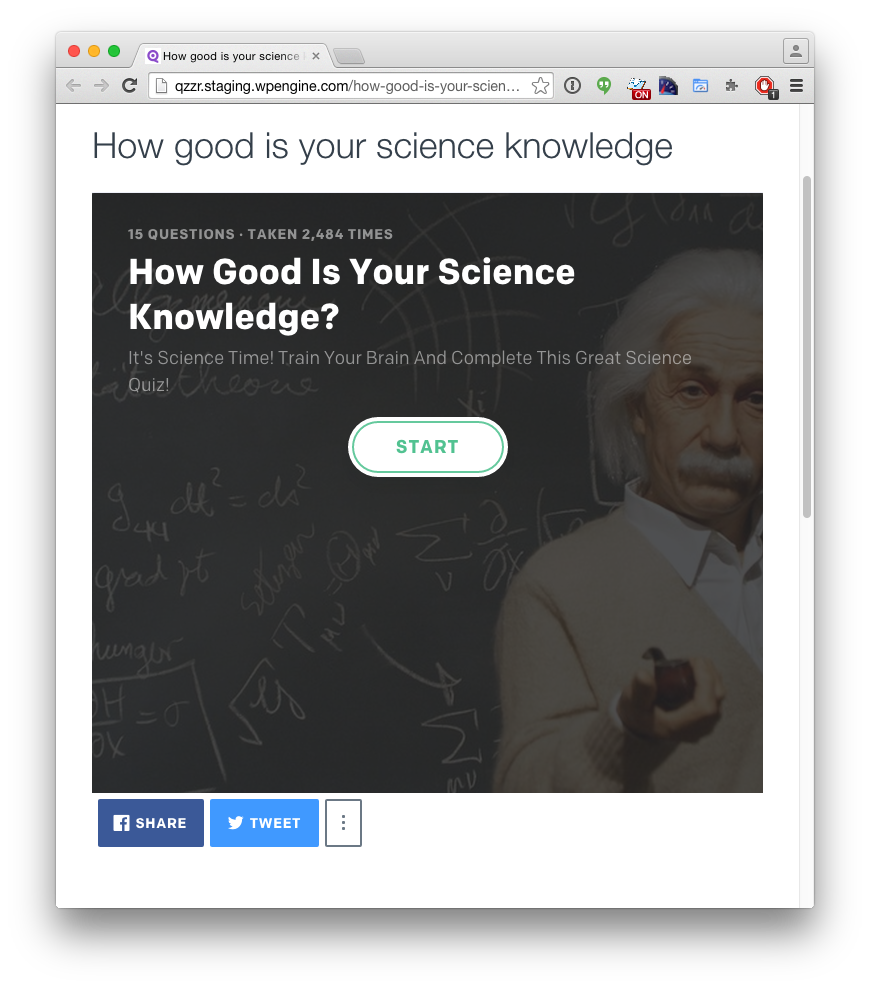 How good is your science
qzzr.staging.wpengine.com/how-good-is-your-scien...
ON
1
How good is your science knowledge
15 QUESTIONS · TAKEN 2,484 TIMES
How Good Is Your Science
Knowledge?
It's Science Time! Train Your Brain And Complete This Great Science
Quiz!
START
SHARE
TWEET